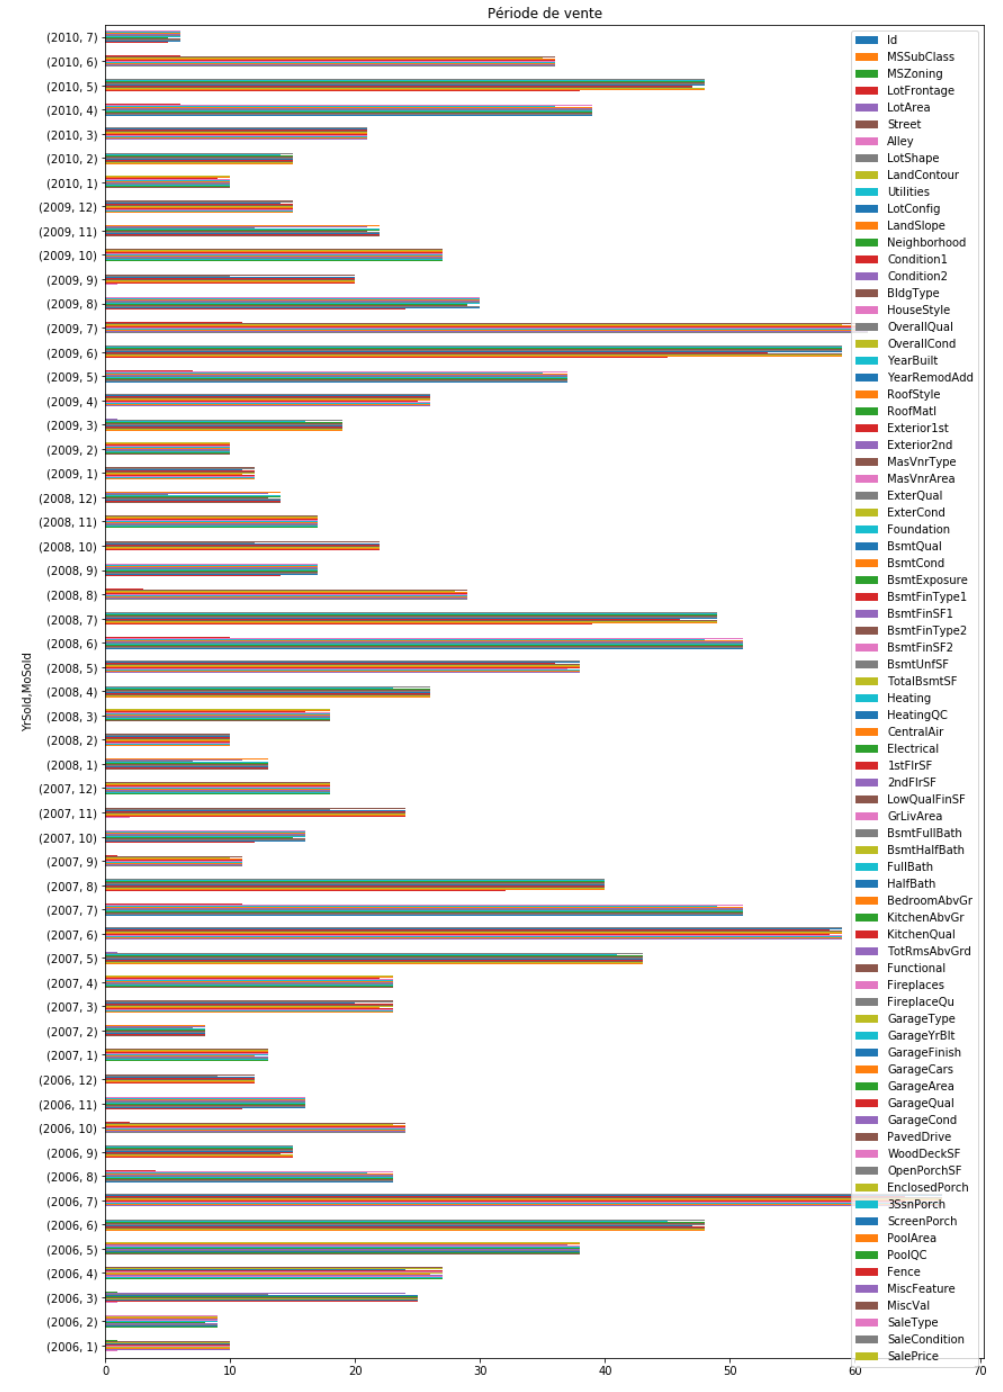 Période de vente
(2010, 7)
(2010, 6)
(2010, 5)
(2010, 4)
(2010, 3)
(2010, 2)
(2010, 1)
(2009, 12)
(2009, 11)
(2009, 10)
(2009, 9)
(2009, 8)
(2009, 7)
(2009, 6)
(2009, 5)
(2009, 4)
(2009, 3)
(2009, 2)
(2009, 1)
(2008, 12)
(2008, 11)
(2008, 10)
(2008, 9)
(2008, 8)
(2008, 7)
(2008, 6)
(2008, 5)
(2008, 4)
(2008, 3)
(2008, 2)
(2008, 1)
(2007, 12)
(2007, 11)
(2007, 10)
(2007, 9)
(2007, 8)
(2007, 7)
(2007, 6)
(2007, 5)
(2007, 4)
(2007, 3)
(2007, 2)
(2007, 1)
(2006, 12)
(2006, 11)
(2006, 10)
(2006, 9)
(2006, 8)
(2006, 7)
(2006, 6)
(2006, 5)
(2006, 4)
(2006, 3)
(2006, 2)
(2006, 1)
YrSold,MoSold
0 10 20 30 40 50 60 70
Id
MSSubClass
MSZoning
LotFrontage
LotArea
Street
Alley
LotShape
LandContour
Utilities
LotConfig
LandSlope
Neighborhood
Condition1
Condition2
BldgType
HouseStyle
OverallQual
OverallCond
YearBuilt
YearRemodAdd
RoofStyle
RoofMatl
Exterior1st
Exterior2nd
MasVnrType
MasVnrArea
ExterQual
ExterCond
Foundation
BsmtQual
BsmtCond
BsmtExposure
BsmtFinType1
BsmtFinSF1
BsmtFinType2
BsmtFinSF2
BsmtUnfSF
TotalBsmtSF
Heating
HeatingQC
CentralAir
Electrical
1stFlrSF
2ndFlrSF
LowQualFinSF
GrLivArea
BsmtFullBath
BsmtHalfBath
FullBath
HalfBath
BedroomAbvGr
KitchenAbvGr
KitchenQual
TotRmsAbvGrd
Functional
Fireplaces
FireplaceQu
GarageType
GarageYrBlt
GarageFinish
GarageCars
GarageArea
GarageQual
GarageCond
PavedDrive
WoodDeckSF
OpenPorchSF
EnclosedPorch
3SsnPorch
ScreenPorch
PoolArea
PoolQC
Fence
MiscFeature
MiscVal
SaleType
SaleCondition
SalePrice